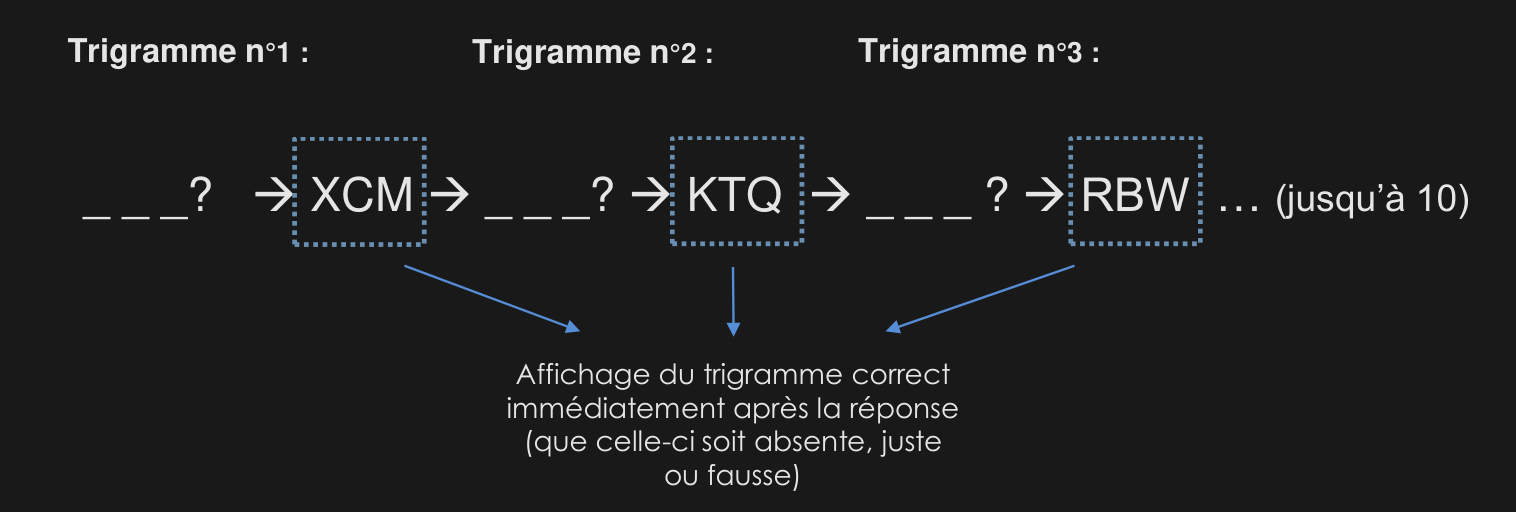 Trigramme n°1 : Trigramme n°2 : Trigramme n°3 :
_ _ _? → XCM → _ _ _? → KTQ → _ _ _ ? → RBW … (jusqu’à 10)
Affichage du trigramme correct
immédiatement après la réponse
(que celle-ci soit absente, juste
ou fausse)